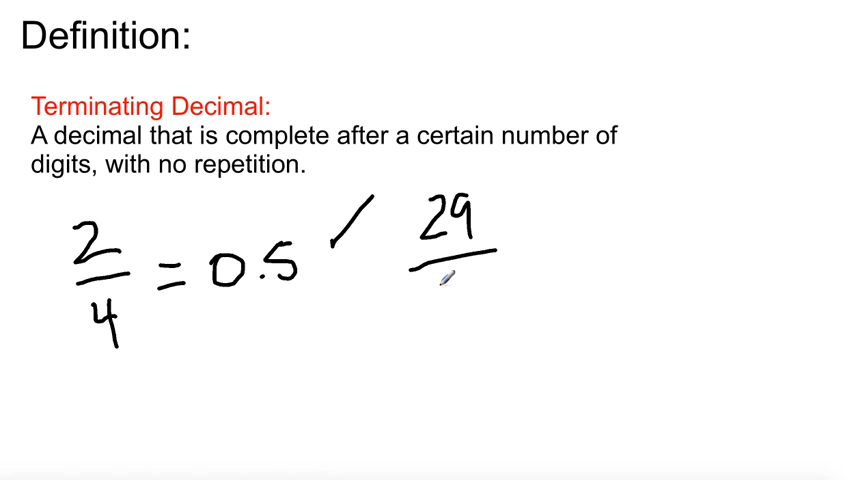 Definition:
Terminating Decimal:
A decimal that is complete after a certain number of
digits, with no repetition.
2/4 = 0.5 ✓ 29/